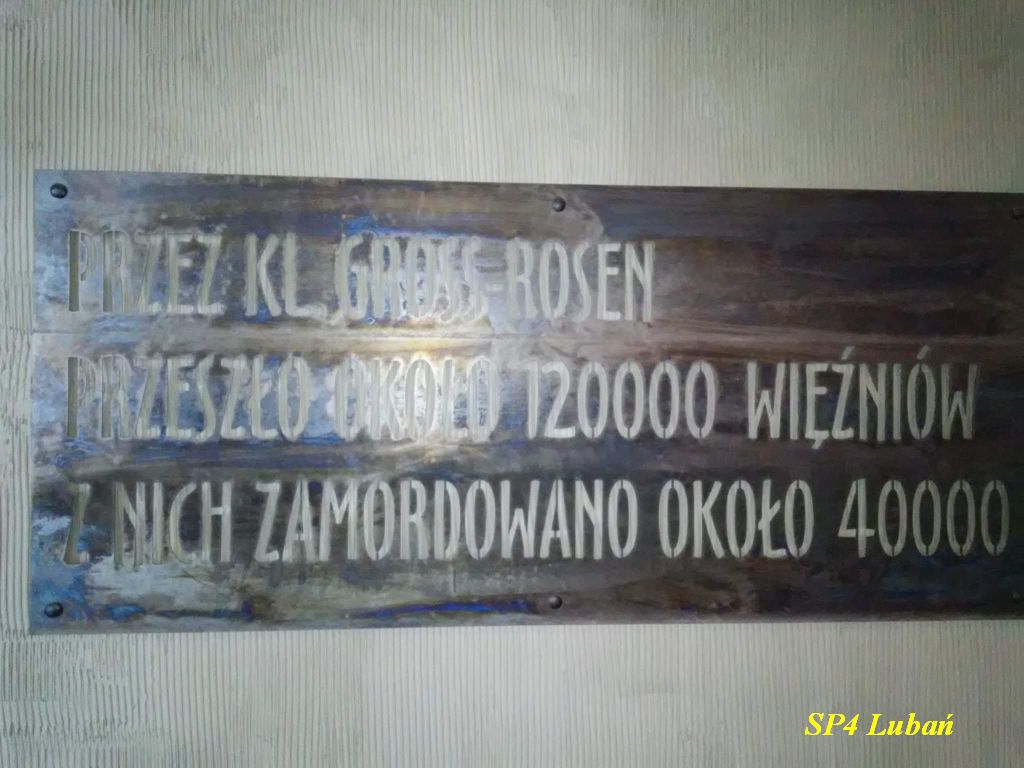 PRZEZ KL. GROSS-ROSEN
PRZESZŁO OKOŁO 120000 WIĘŹNIÓW
Z NICH ZAMORDOWANO OKOŁO 40000
SP4 Lubań